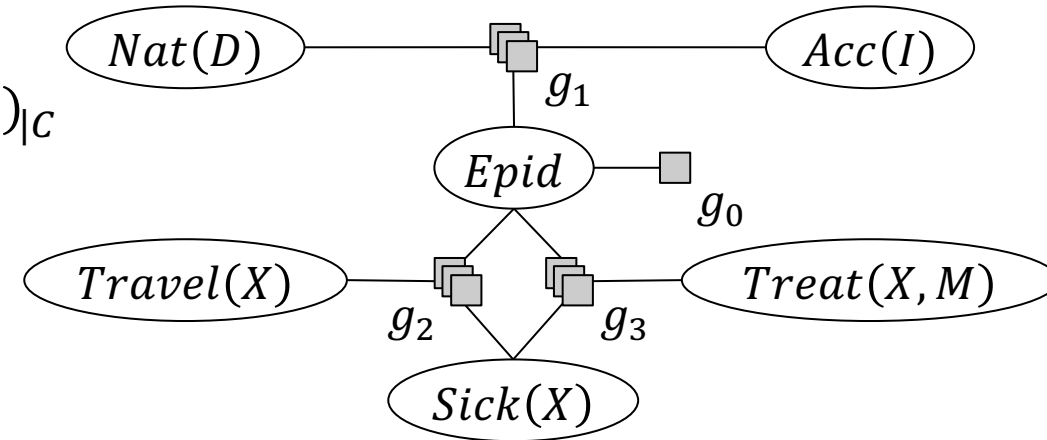 Nat(D) Acc(I)
g₁
)|C
Epid
g₀
Travel(X) Treat(X, M)
g₂ g₃
Sick(X)